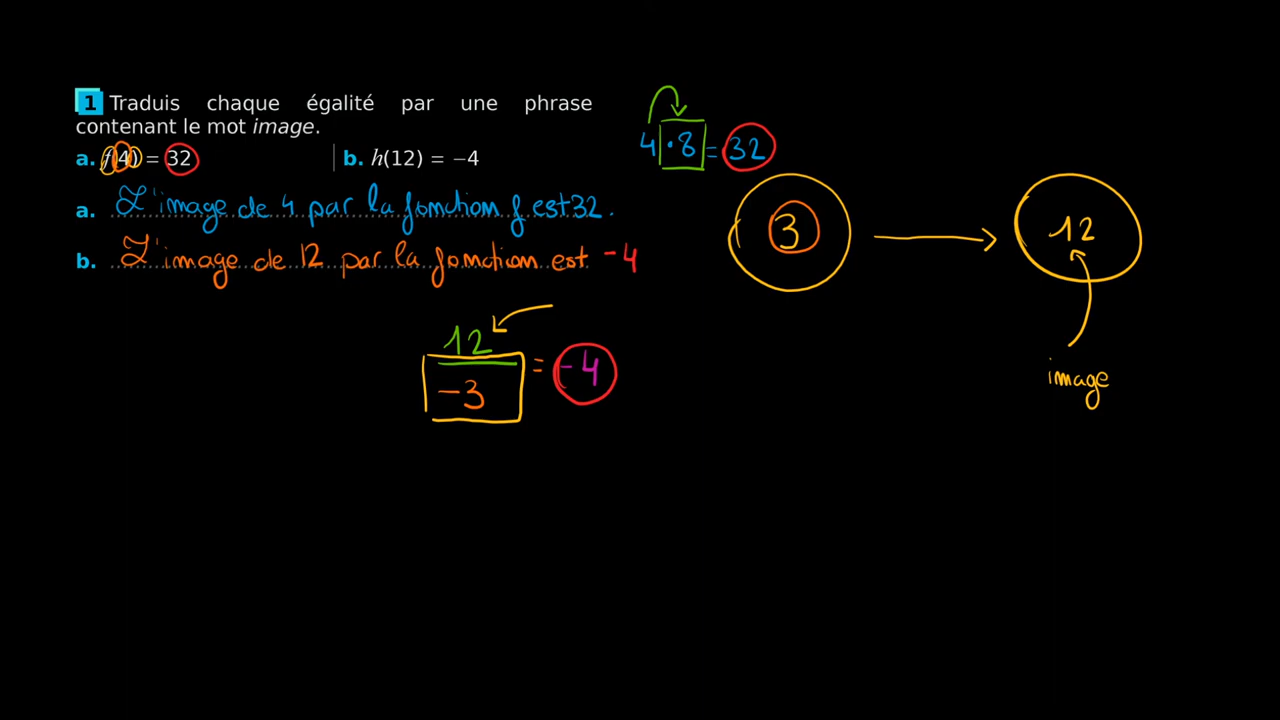 1 Traduis chaque égalité par une phrase
contenant le mot image.
a. f(4) = 32
b. h(12) = −4
a. L'image de 4 par la fonction f est 32.
b. L'image de 12 par la fonction est -4
4 · 8 = 32
3
12
image
12
-3
= -4